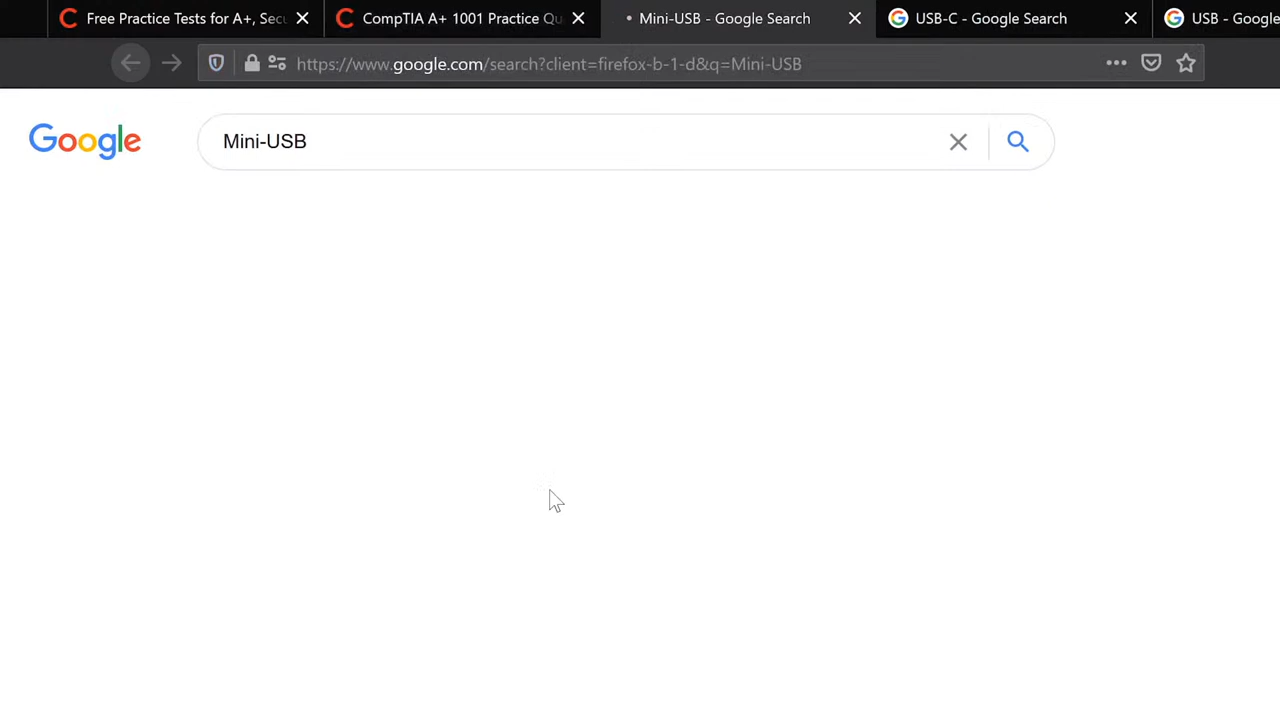 Free Practice Tests for A+, Secu
CompTIA A+ 1001 Practice Qu
Mini-USB - Google Search
USB-C - Google Search
USB - Google
https://www.google.com/search?client=firefox-b-1-d&q=Mini-USB
Google
Mini-USB